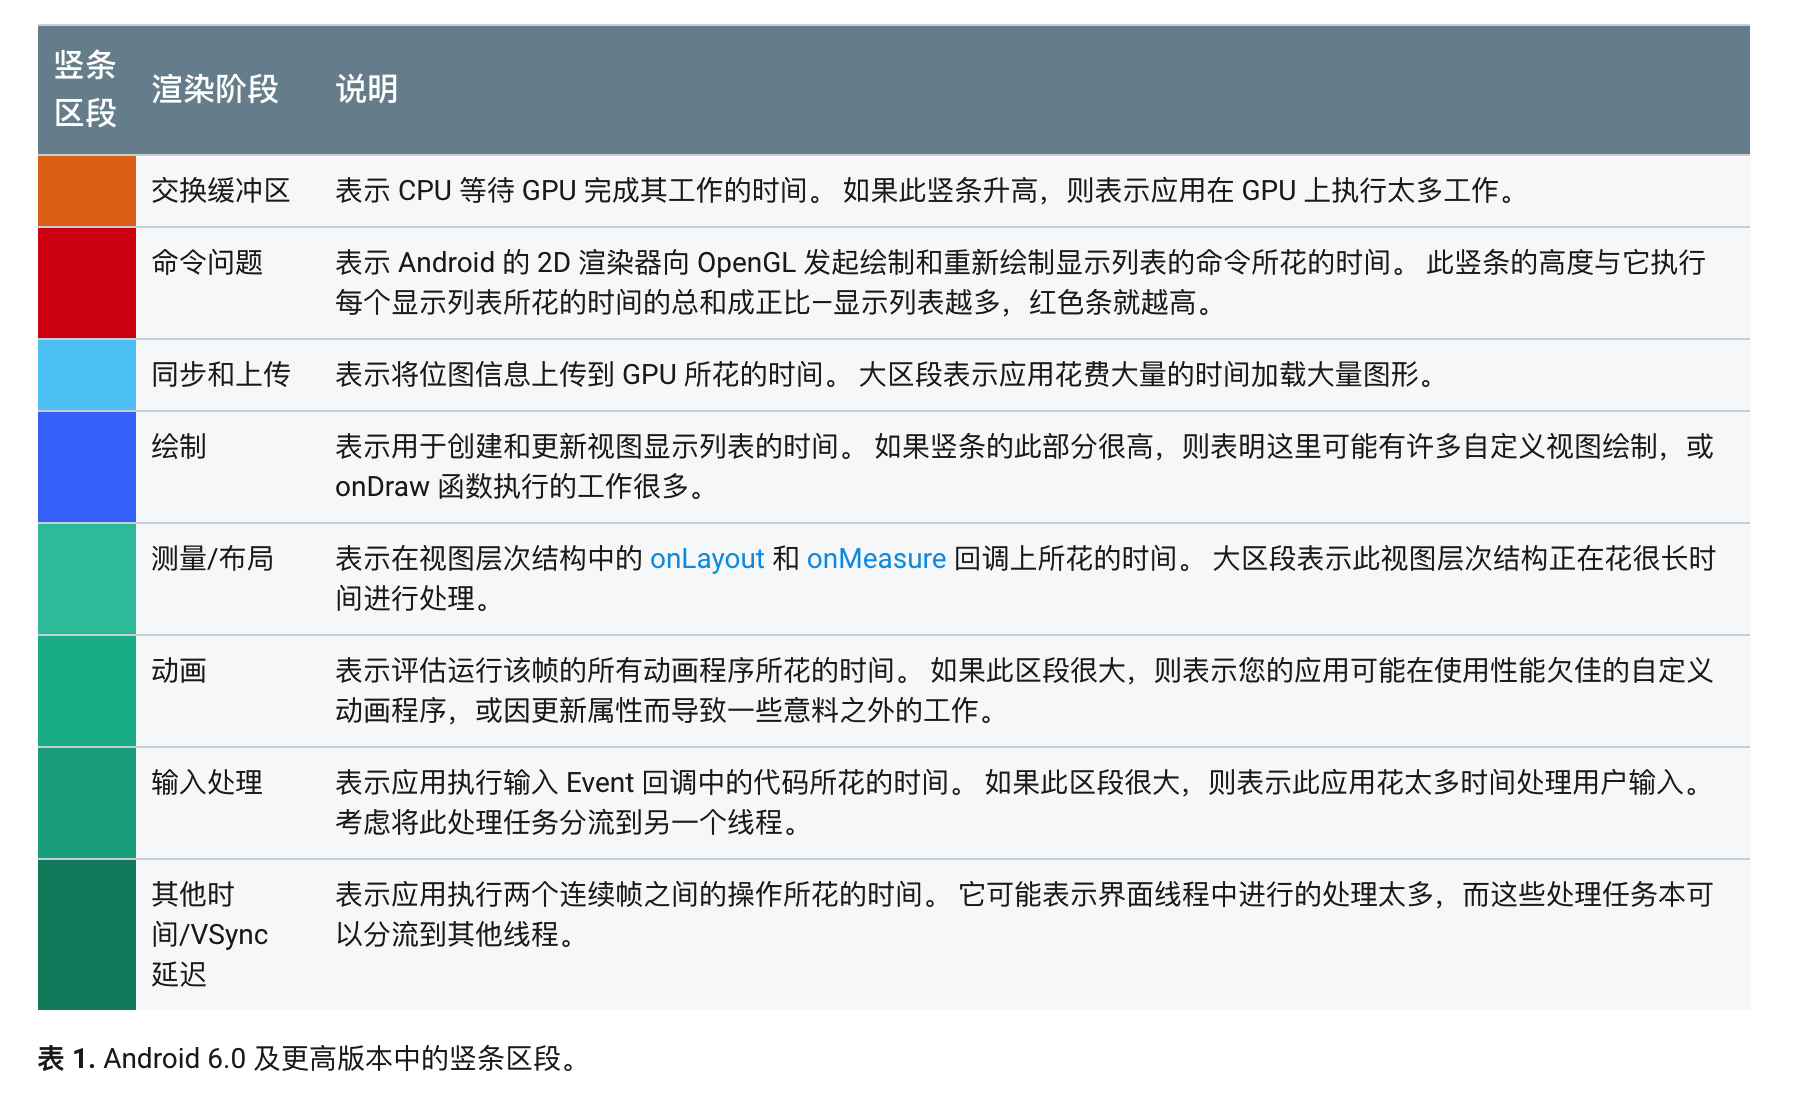 竖条
区段
渲染阶段
说明
交换缓冲区
表示 CPU 等待 GPU 完成其工作的时间。 如果此竖条升高，则表示应用在 GPU 上执行太多工作。
命令问题
表示 Android 的 2D 渲染器向 OpenGL 发起绘制和重新绘制显示列表的命令所花的时间。 此竖条的高度与它执行
每个显示列表所花的时间的总和成正比—显示列表越多，红色条就越高。
同步和上传
表示将位图信息上传到 GPU 所花的时间。 大区段表示应用花费大量的时间加载大量图形。
绘制
表示用于创建和更新视图显示列表的时间。 如果竖条的此部分很高，则表明这里可能有许多自定义视图绘制，或
onDraw 函数执行的工作很多。
测量/布局
表示在视图层次结构中的 onLayout 和 onMeasure 回调上所花的时间。 大区段表示此视图层次结构正在花很长时
间进行处理。
动画
表示评估运行该帧的所有动画程序所花的时间。 如果此区段很大，则表示您的应用可能在使用性能欠佳的自定义
动画程序，或因更新属性而导致一些意料之外的工作。
输入处理
表示应用执行输入 Event 回调中的代码所花的时间。 如果此区段很大，则表示此应用花太多时间处理用户输入。
考虑将此处理任务分流到另一个线程。
其他时
间/VSync
延迟
表示应用执行两个连续帧之间的操作所花的时间。 它可能表示界面线程中进行的处理太多，而这些处理任务本可
以分流到其他线程。
表 1. Android 6.0 及更高版本中的竖条区段。